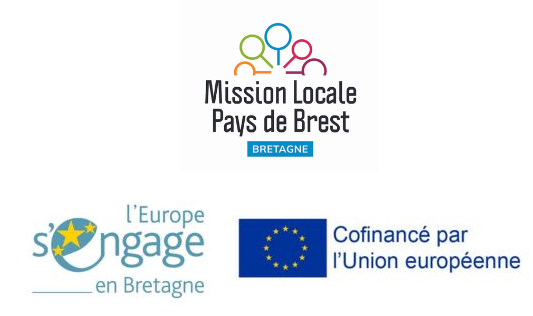 Mission Locale
Pays de Brest
BRETAGNE
l'Europe
s'engage
en Bretagne
Cofinancé par
l'Union européenne